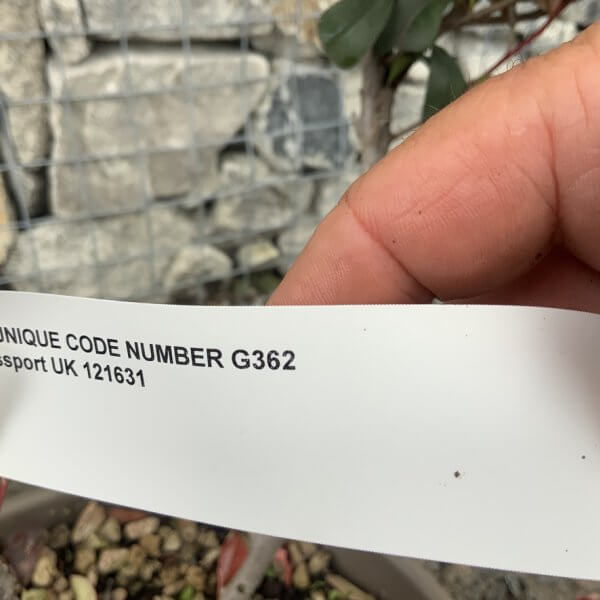 UNIQUE CODE NUMBER G362
ssport UK 121631